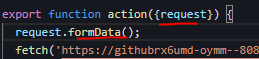 export function action({request}) {
request.formData();
fetch('https://githubrx6umd-oymm--808